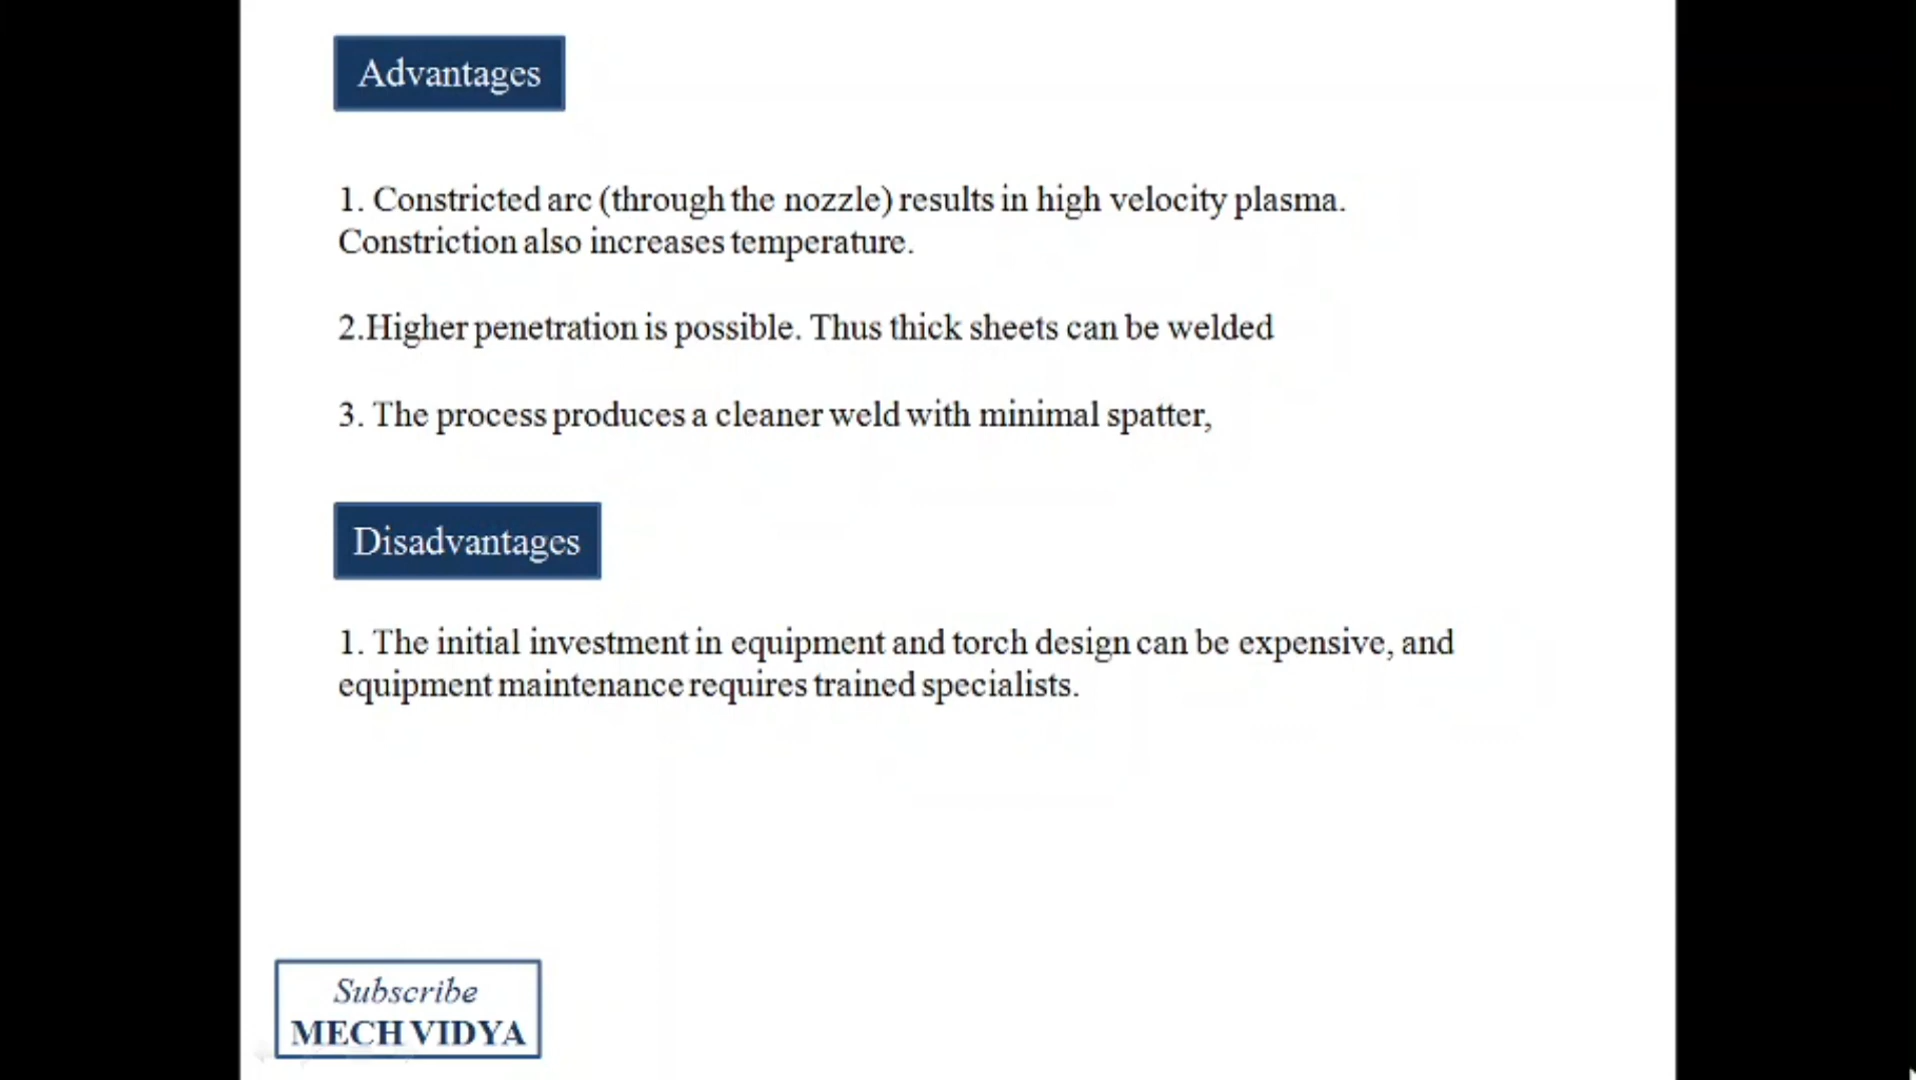 Advantages
1. Constricted arc (through the nozzle) results in high velocity plasma.
Constriction also increases temperature.
2.Higher penetration is possible. Thus thick sheets can be welded
3. The process produces a cleaner weld with minimal spatter,
Disadvantages
1. The initial investment in equipment and torch design can be expensive, and
equipment maintenance requires trained specialists.
Subscribe
MECH VIDYA